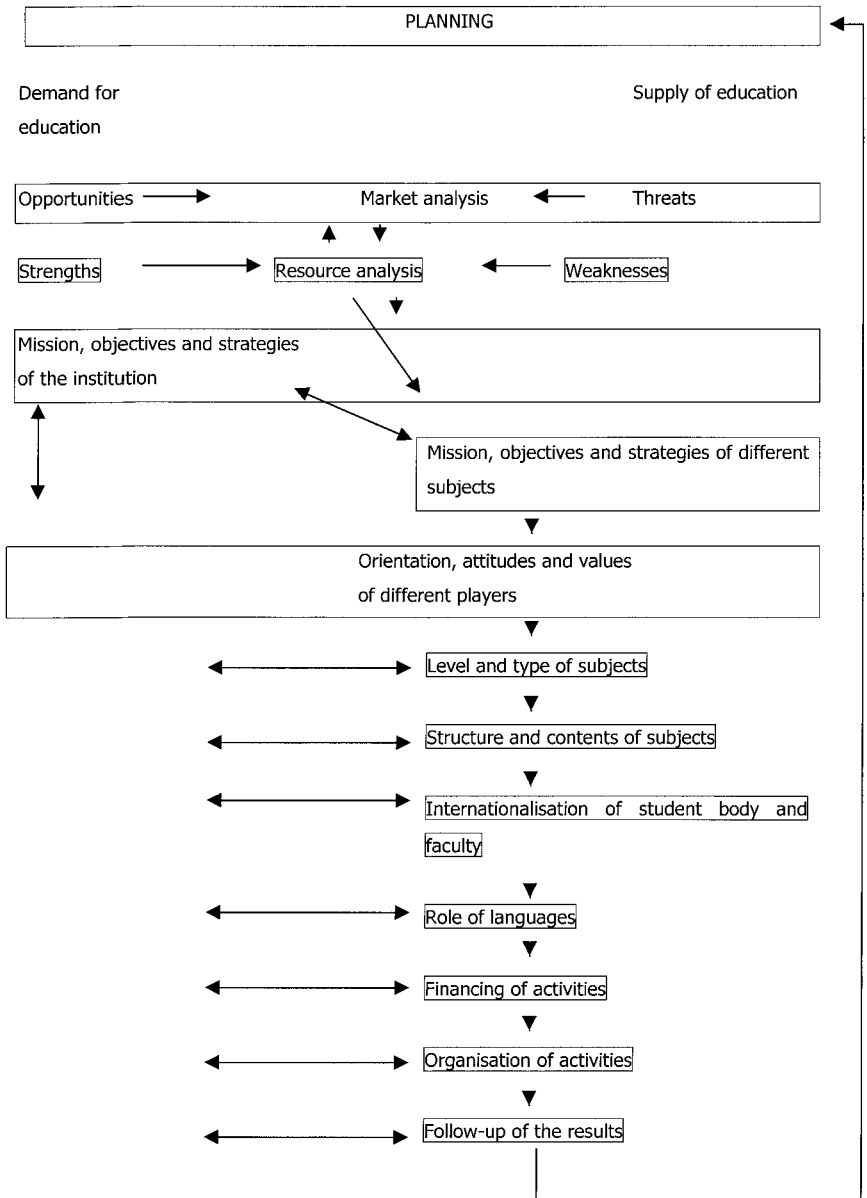 PLANNING
Demand for
education
Supply of education
Opportunities
Market analysis
Threats
Strengths
Resource analysis
Weaknesses
Mission, objectives and strategies
of the institution
Mission, objectives and strategies of different
subjects
Orientation, attitudes and values
of different players
Level and type of subjects
Structure and contents of subjects
Internationalisation of student body and
faculty
Role of languages
Financing of activities
Organisation of activities
Follow-up of the results